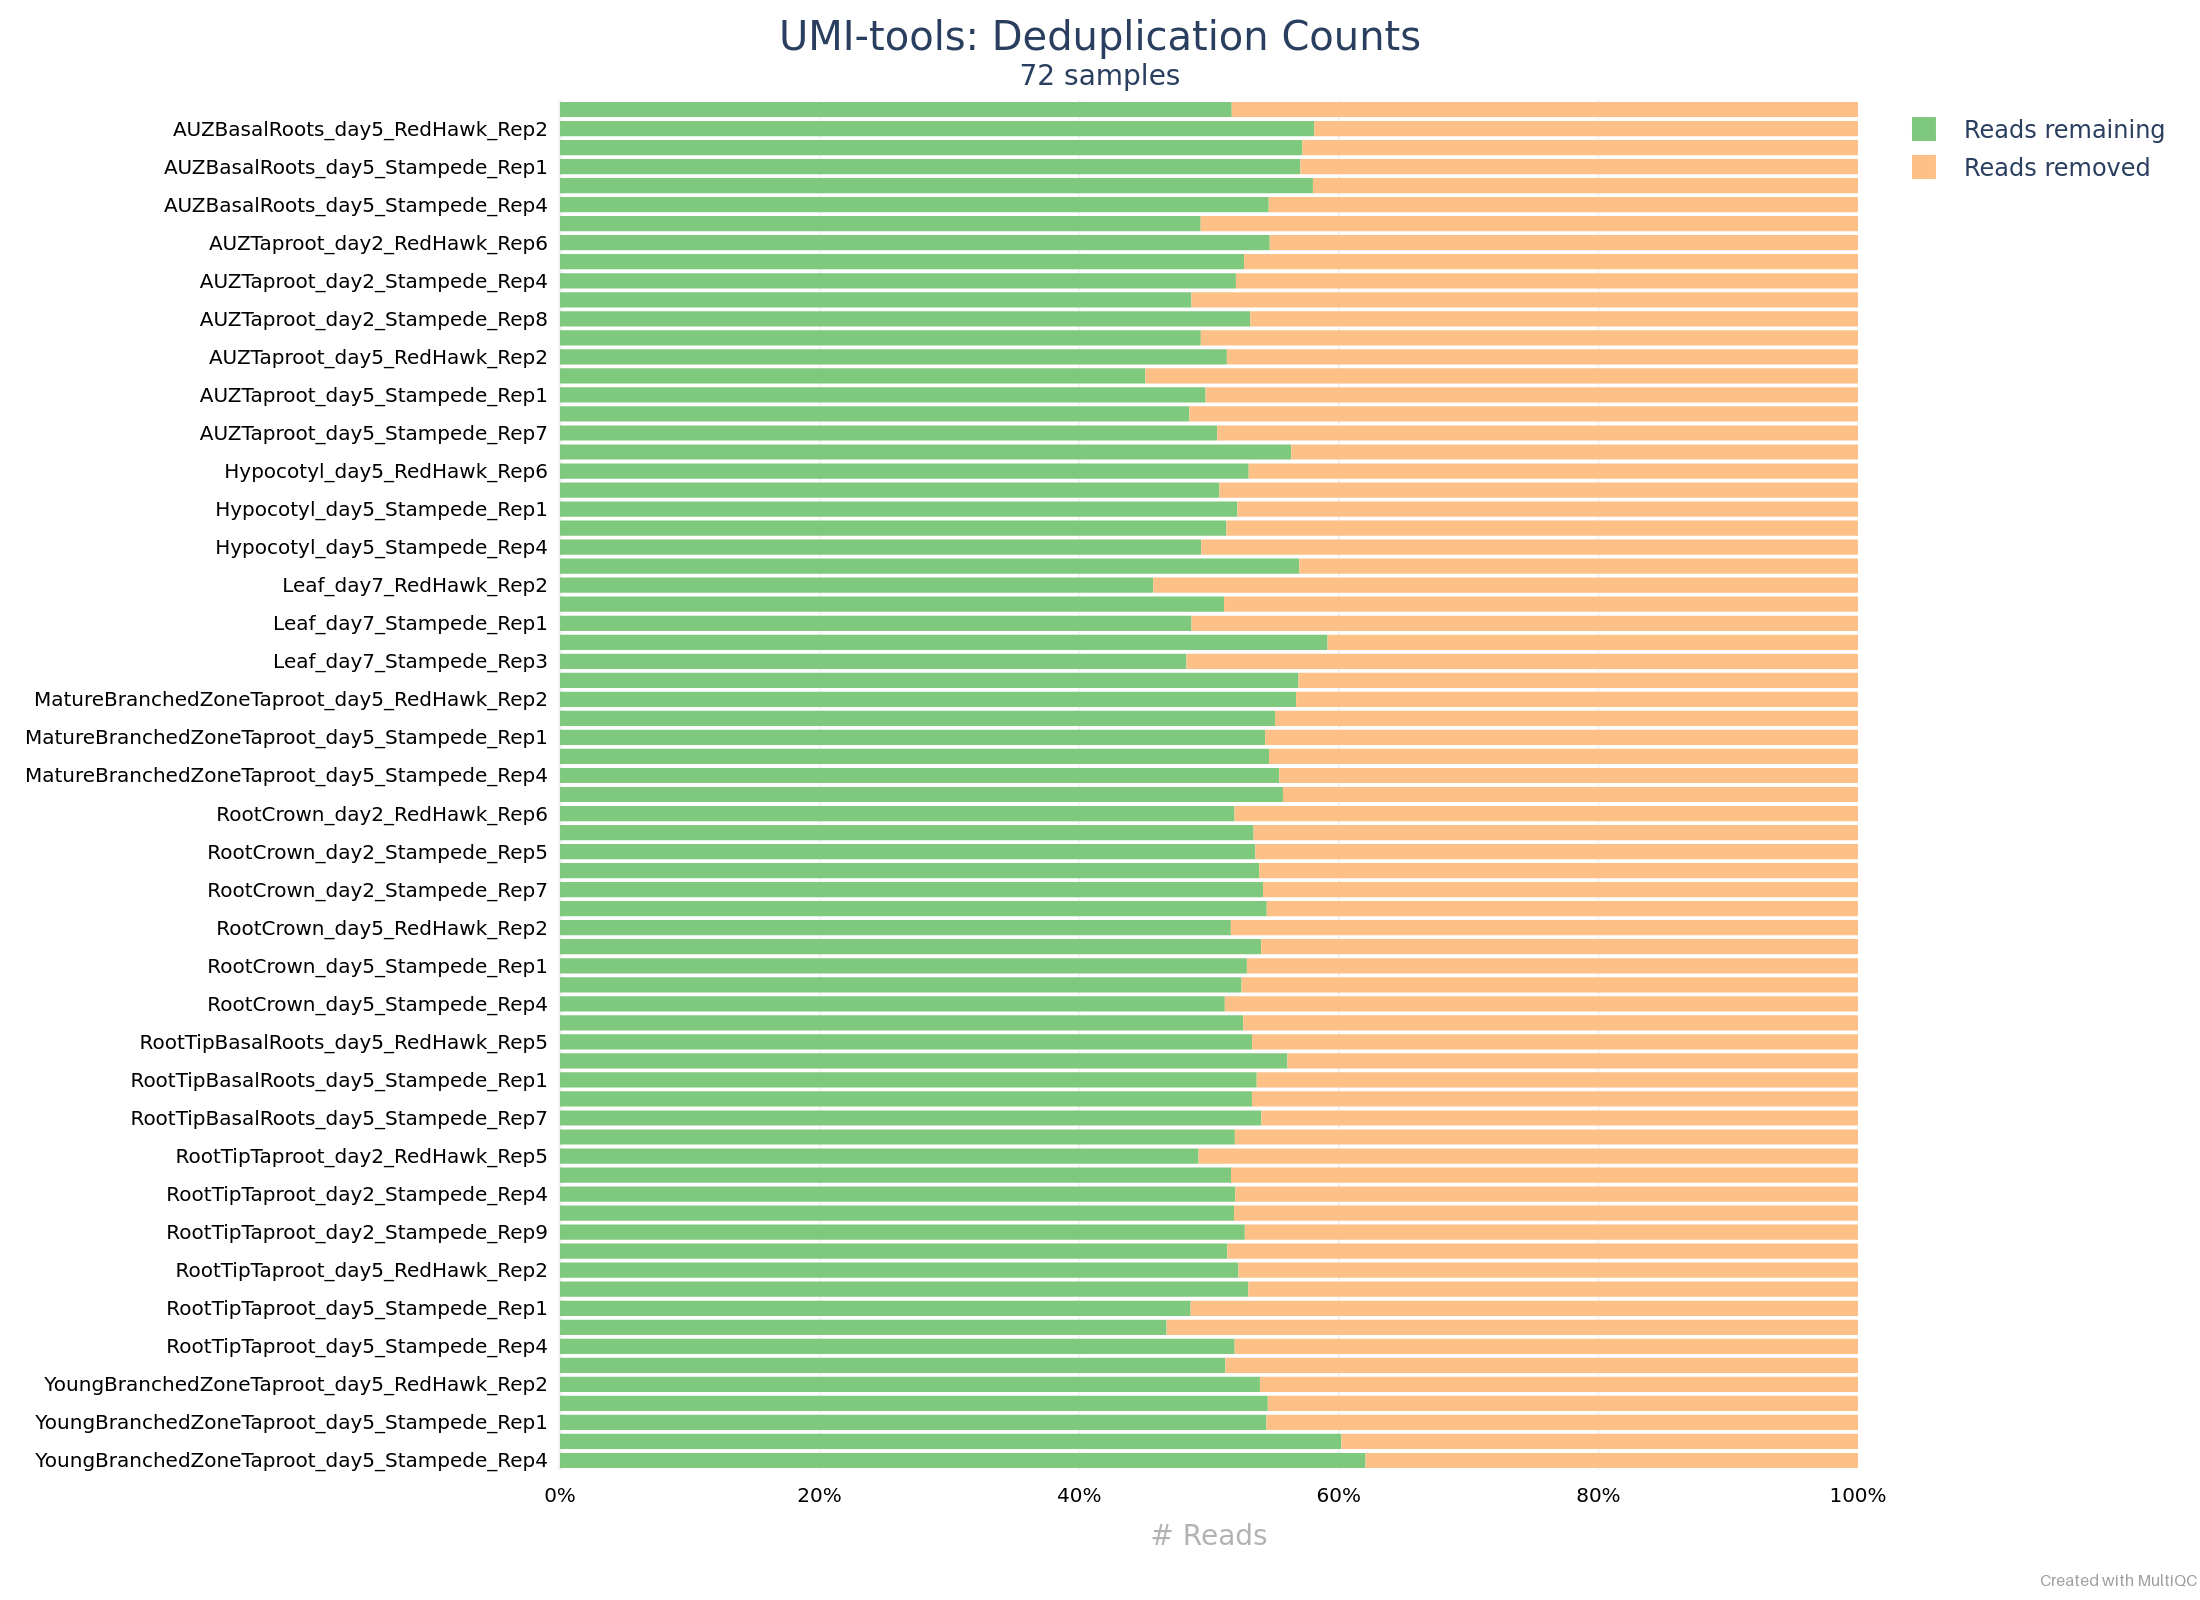 UMI-tools: Deduplication Counts
72 samples
AUZBasalRoots_day5_RedHawk_Rep2
AUZBasalRoots_day5_Stampede_Rep1
AUZBasalRoots_day5_Stampede_Rep4
AUZTaproot_day2_RedHawk_Rep6
AUZTaproot_day2_Stampede_Rep4
AUZTaproot_day2_Stampede_Rep8
AUZTaproot_day5_RedHawk_Rep2
AUZTaproot_day5_Stampede_Rep1
AUZTaproot_day5_Stampede_Rep7
Hypocotyl_day5_RedHawk_Rep6
Hypocotyl_day5_Stampede_Rep1
Hypocotyl_day5_Stampede_Rep4
Leaf_day7_RedHawk_Rep2
Leaf_day7_Stampede_Rep1
Leaf_day7_Stampede_Rep3
MatureBranchedZoneTaproot_day5_RedHawk_Rep2
MatureBranchedZoneTaproot_day5_Stampede_Rep1
MatureBranchedZoneTaproot_day5_Stampede_Rep4
RootCrown_day2_RedHawk_Rep6
RootCrown_day2_Stampede_Rep5
RootCrown_day2_Stampede_Rep7
RootCrown_day5_RedHawk_Rep2
RootCrown_day5_Stampede_Rep1
RootCrown_day5_Stampede_Rep4
RootTipBasalRoots_day5_RedHawk_Rep5
RootTipBasalRoots_day5_Stampede_Rep1
RootTipBasalRoots_day5_Stampede_Rep7
RootTipTaproot_day2_RedHawk_Rep5
RootTipTaproot_day2_Stampede_Rep4
RootTipTaproot_day2_Stampede_Rep9
RootTipTaproot_day5_RedHawk_Rep2
RootTipTaproot_day5_Stampede_Rep1
RootTipTaproot_day5_Stampede_Rep4
YoungBranchedZoneTaproot_day5_RedHawk_Rep2
YoungBranchedZoneTaproot_day5_Stampede_Rep1
YoungBranchedZoneTaproot_day5_Stampede_Rep4
0% 20% 40% 60% 80% 100%
# Reads
Reads remaining
Reads removed
Created with MultiQC